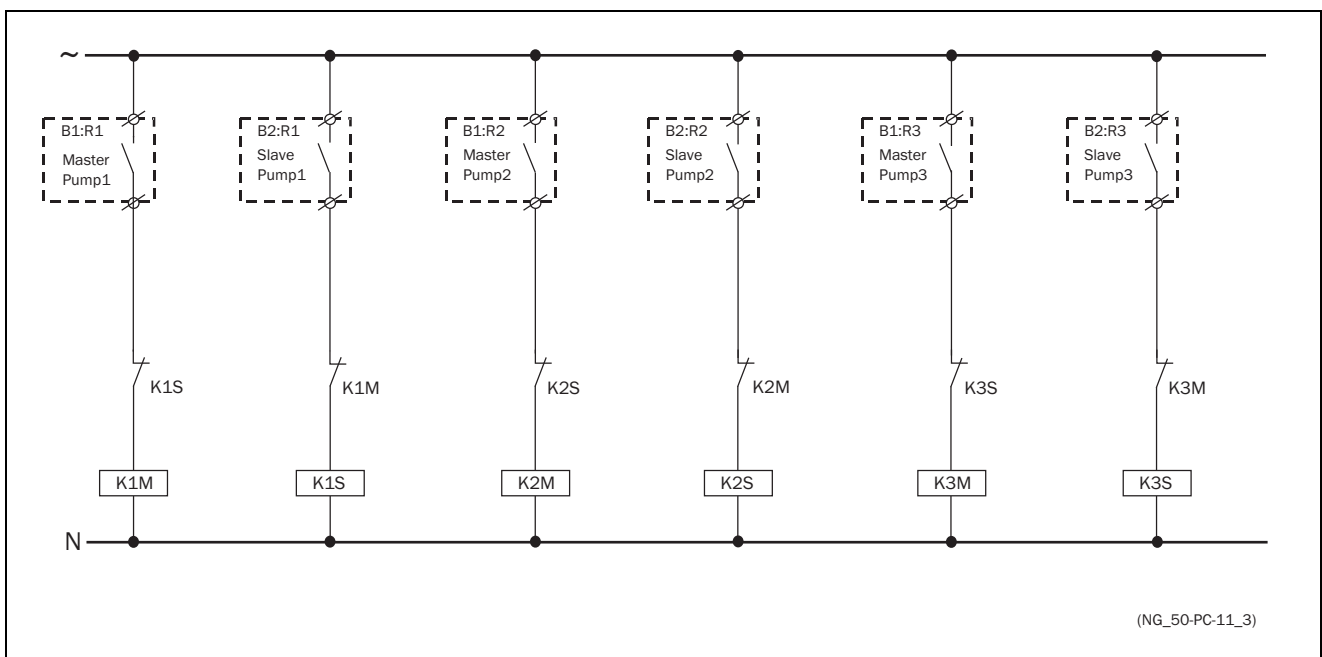 ~
B1:R1
Master
Pump1
B2:R1
Slave
Pump1
B1:R2
Master
Pump2
B2:R2
Slave
Pump2
B1:R3
Master
Pump3
B2:R3
Slave
Pump3
K1S
K1M
K2S
K2M
K3S
K3M
K1M
K1S
K2M
K2S
K3M
K3S
N
(NG_50-PC-11_3)